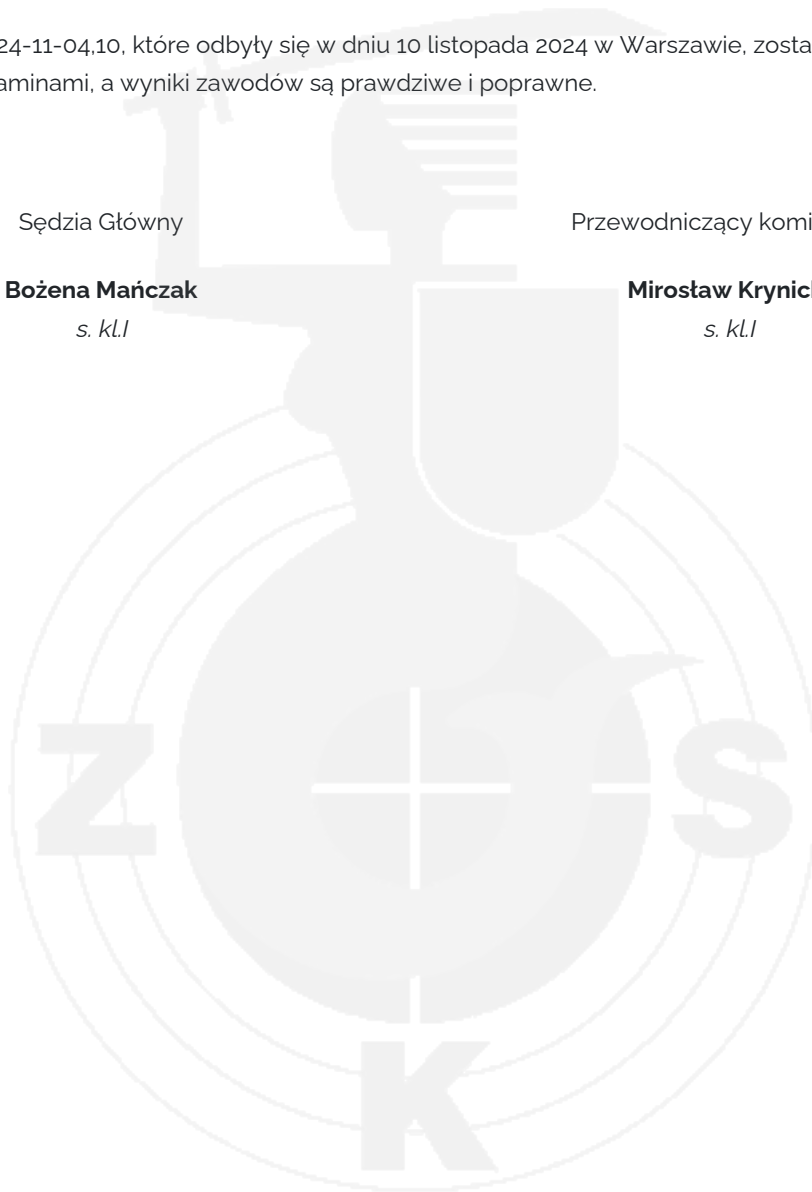 24-11-04,10, które odbyły się w dniu 10 listopada 2024 w Warszawie, zosta
aminami, a wyniki zawodów są prawdziwe i poprawne.
Sędzia Główny Przewodniczący komi
Bożena Mańczak Mirosław Krynic
s. kl.I s. kl.I
Z S
K